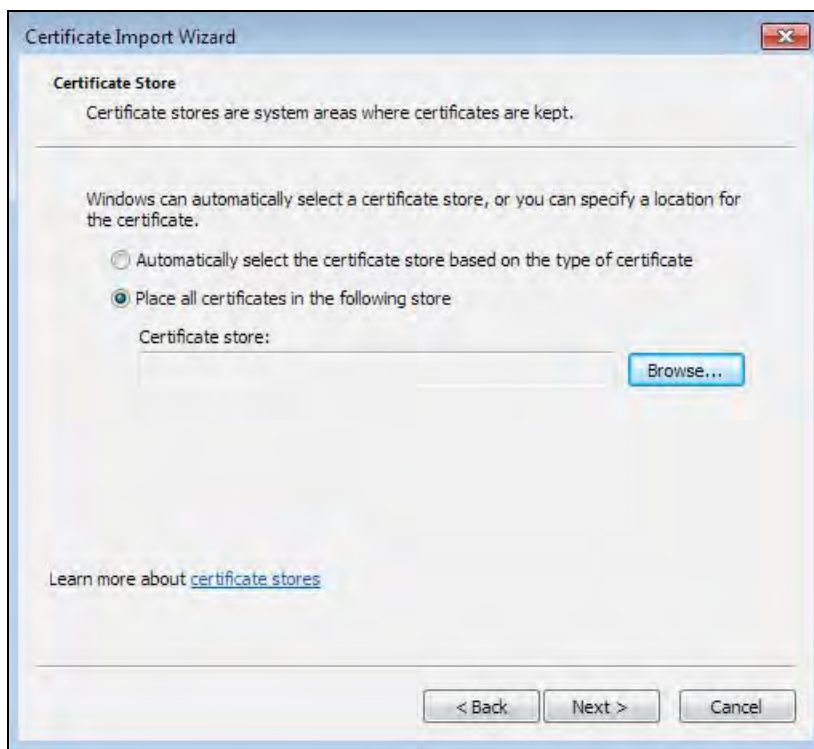 Certificate Import Wizard
Certificate Store
Certificate stores are system areas where certificates are kept.
Windows can automatically select a certificate store, or you can specify a location for
the certificate.
Automatically select the certificate store based on the type of certificate
Place all certificates in the following store
Certificate store:
Browse...
Learn more about certificate stores
< Back
Next >
Cancel